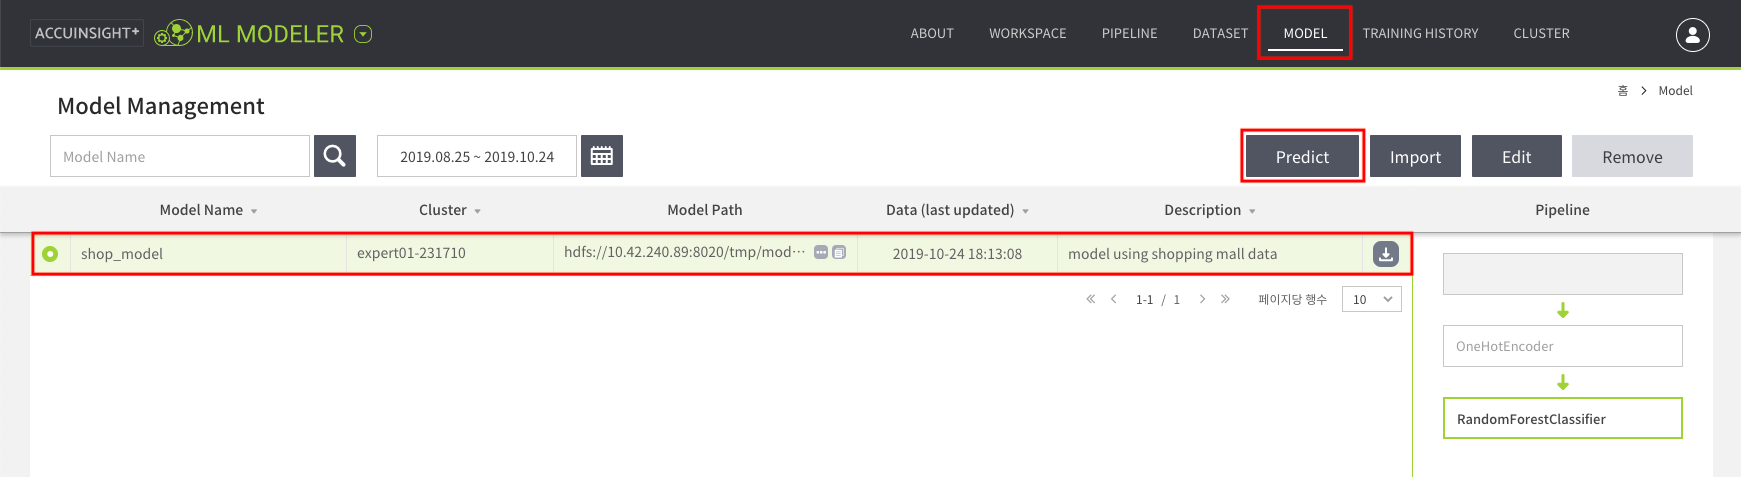 ACCUINSIGHT+ ML MODELER ABOUT WORKSPACE PIPELINE DATASET MODEL TRAINING HISTORY CLUSTER
홈 > Model
Model Management
Model Name 2019.08.25 ~ 2019.10.24 Predict Import Edit Remove
Model Name Cluster Model Path Data (last updated) Description Pipeline
shop_model expert01-231710 hdfs://10.42.240.89:8020/tmp/mod··· 2019-10-24 18:13:08 model using shopping mall data
« < 1-1 / 1 > » 페이지당 행수 10
OneHotEncoder
RandomForestClassifier